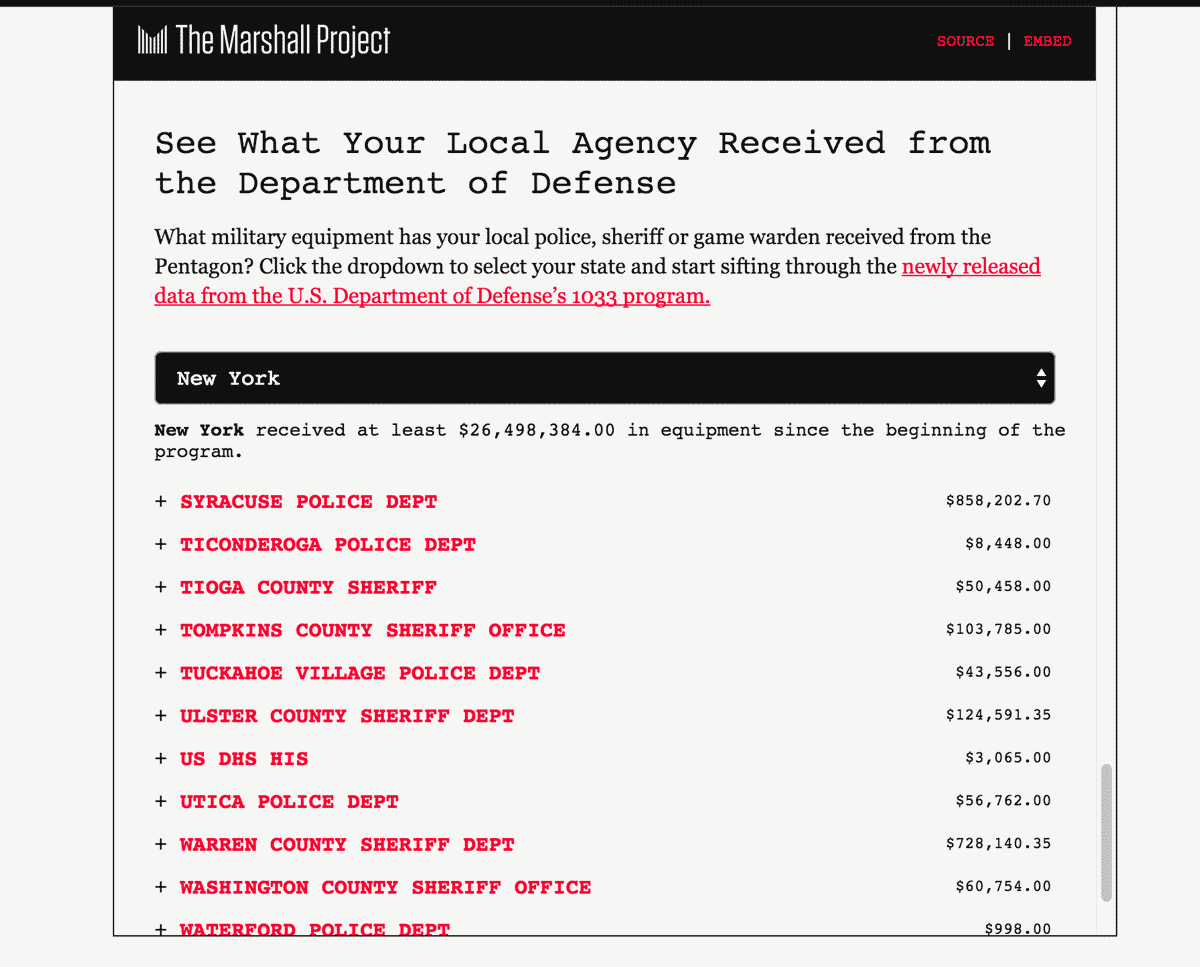 The Marshall Project
SOURCE | EMBED
See What Your Local Agency Received from
the Department of Defense
What military equipment has your local police, sheriff or game warden received from the
Pentagon? Click the dropdown to select your state and start sifting through the newly released
data from the U.S. Department of Defense’s 1033 program.
New York
New York received at least $26,498,384.00 in equipment since the beginning of the
program.
+ SYRACUSE POLICE DEPT $858,202.70
+ TICONDEROGA POLICE DEPT $8,448.00
+ TIOGA COUNTY SHERIFF $50,458.00
+ TOMPKINS COUNTY SHERIFF OFFICE $103,785.00
+ TUCKAHOE VILLAGE POLICE DEPT $43,556.00
+ ULSTER COUNTY SHERIFF DEPT $124,591.35
+ US DHS HIS $3,065.00
+ UTICA POLICE DEPT $56,762.00
+ WARREN COUNTY SHERIFF DEPT $728,140.35
+ WASHINGTON COUNTY SHERIFF OFFICE $60,754.00
+ WATERFORD POLICE DEPT $998.00